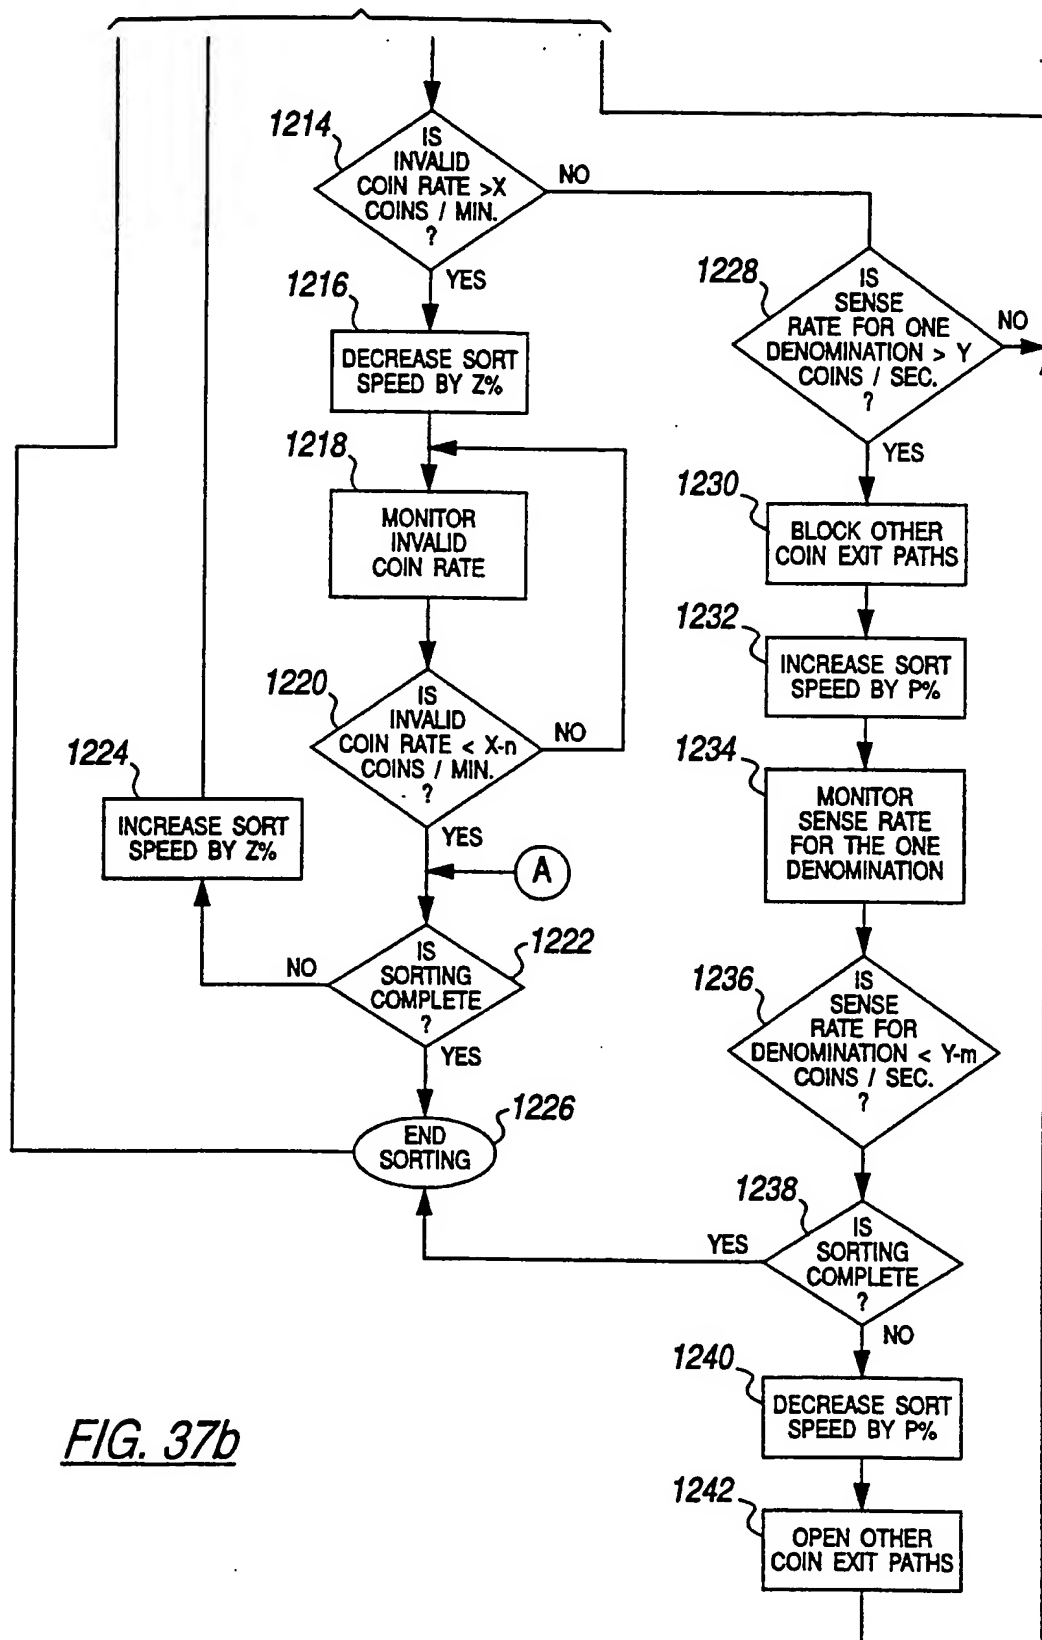 1214
IS
INVALID
COIN RATE >X
COINS / MIN.
?
NO
YES
1216
DECREASE SORT
SPEED BY Z%
1218
MONITOR
INVALID
COIN RATE
1220
IS
INVALID
COIN RATE < X-n
COINS / MIN.
?
NO
YES
1224
INCREASE SORT
SPEED BY Z%
A
1222
IS
SORTING
COMPLETE
?
NO
YES
1226
END
SORTING
1228
IS
SENSE
RATE FOR ONE
DENOMINATION > Y
COINS / SEC.
?
NO
YES
1230
BLOCK OTHER
COIN EXIT PATHS
1232
INCREASE SORT
SPEED BY P%
1234
MONITOR
SENSE RATE
FOR THE ONE
DENOMINATION
1236
IS
SENSE
RATE FOR
DENOMINATION < Y-m
COINS / SEC.
?
1238
IS
SORTING
COMPLETE
?
YES
NO
1240
DECREASE SORT
SPEED BY P%
1242
OPEN OTHER
COIN EXIT PATHS
FIG. 37b